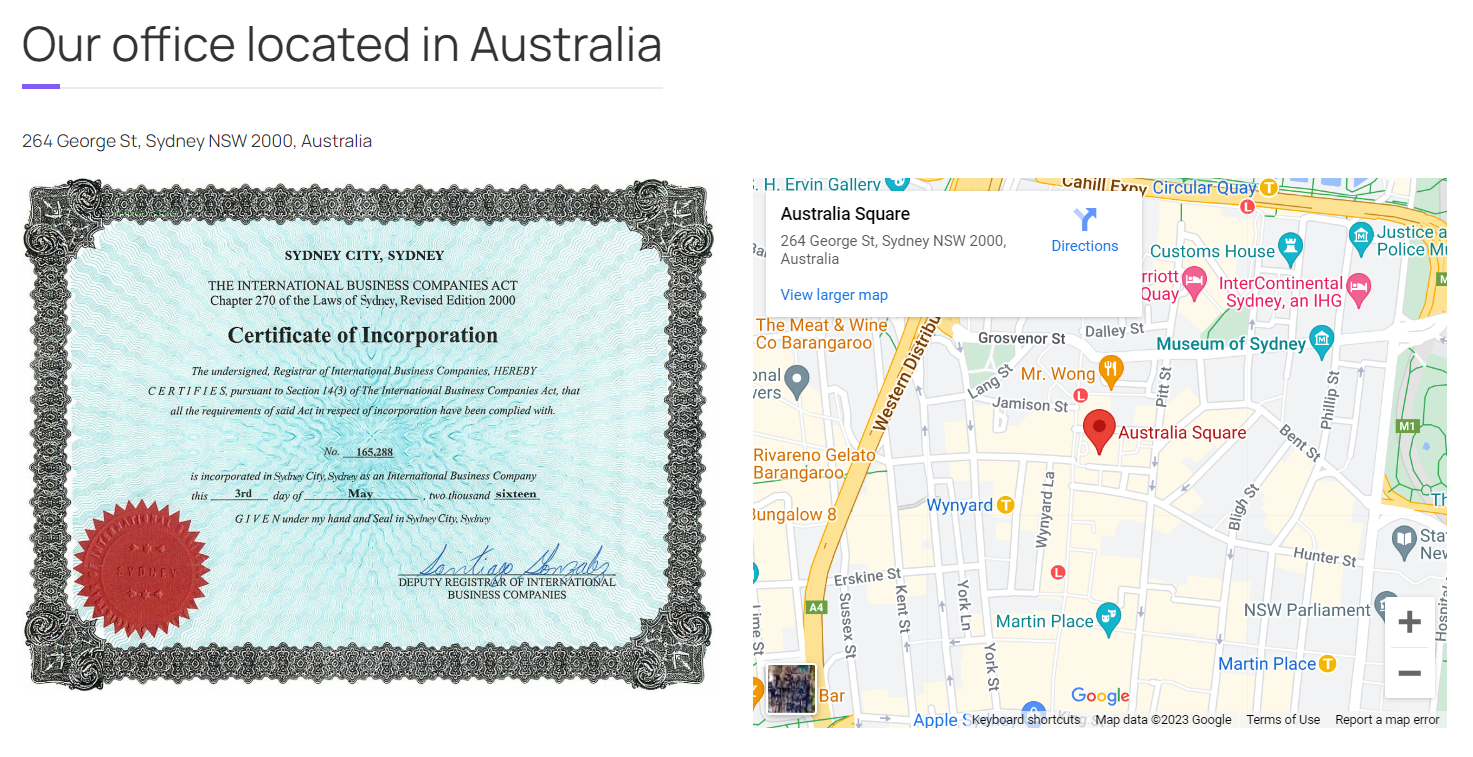 Our office located in Australia
264 George St, Sydney NSW 2000, Australia
SYDNEY CITY, SYDNEY
THE INTERNATIONAL BUSINESS COMPANIES ACT
Chapter 270 of the Laws of Sydney, Revised Edition 2000
Certificate of Incorporation
The undersigned, Registrar of International Business Companies, HEREBY
C E R T I F I E S, pursuant to Section 14(3) of The International Business Companies Act, that
all the requirements of said Act in respect of incorporation have been complied with.
No. 165,288
is incorporated in Sydney City, Sydney as an International Business Company
this 3rd day of May, two thousand sixteen
G I V E N under my hand and Seal in Sydney City, Sydney
Santiago Gonzales
DEPUTY REGISTRAR OF INTERNATIONAL
BUSINESS COMPANIES
SYDNEY
Australia Square
264 George St, Sydney NSW 2000,
Australia
Directions
View larger map
. H. Ervin Gallery
Cahill Expy
Circular Quay
T
L
Customs House
Justice a
Police Mu
rriott
Quay
InterContinental
Sydney, an IHG
M
The Meat & Wine
Co Barangaroo
Western Distribu
Grosvenor St
Dalley St
Museum of Sydney
onal
vers
Lang St
Mr. Wong
Pitt St
Phillip St
Jamison St
L
Australia Square
M1
Bent St
Rivareno Gelato
Barangaroo
Wynyard
T
Wynyard La
Bligh St
Th
Bungalow 8
Hunter St
Sta
New
Erskine St
L
A4
Sussex St
Kent St
York Ln
Martin Place
NSW Parliament
Hospital
Lime St
York St
Martin Place
T
Bar
Google
Apple S
King S
Keyboard shortcuts
Map data ©2023 Google
Terms of Use
Report a map error